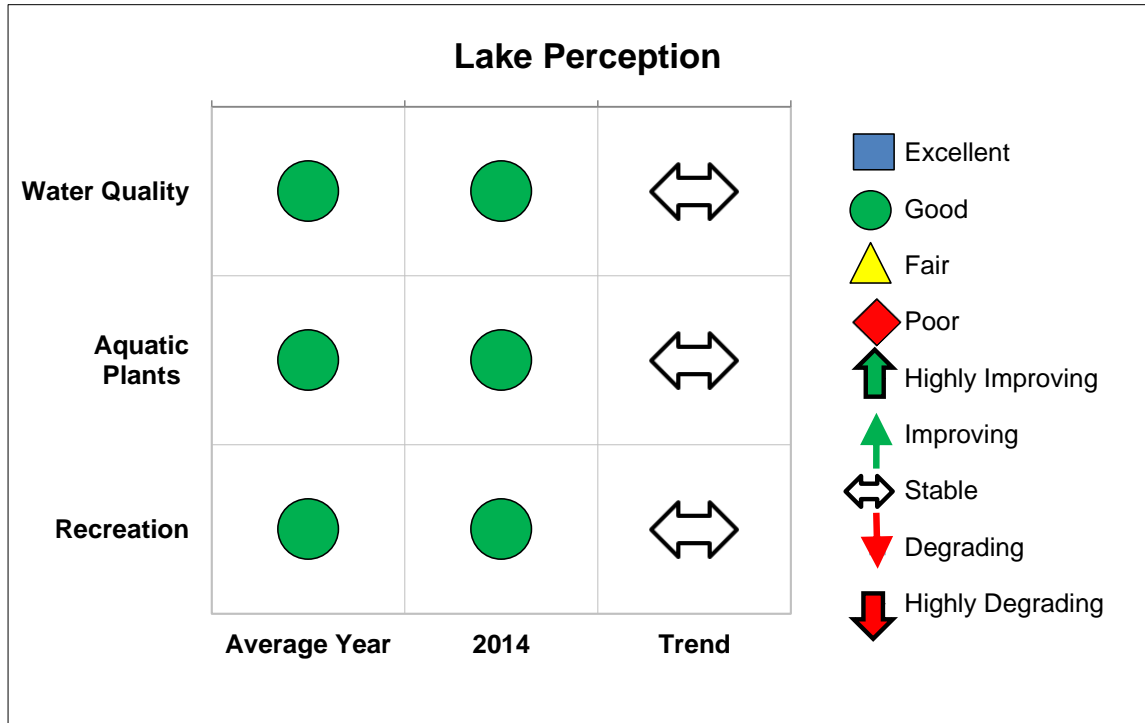 Lake Perception
Water Quality
Aquatic
Plants
Recreation
Average Year
2014
Trend
Excellent
Good
Fair
Poor
Highly Improving
Improving
Stable
Degrading
Highly Degrading